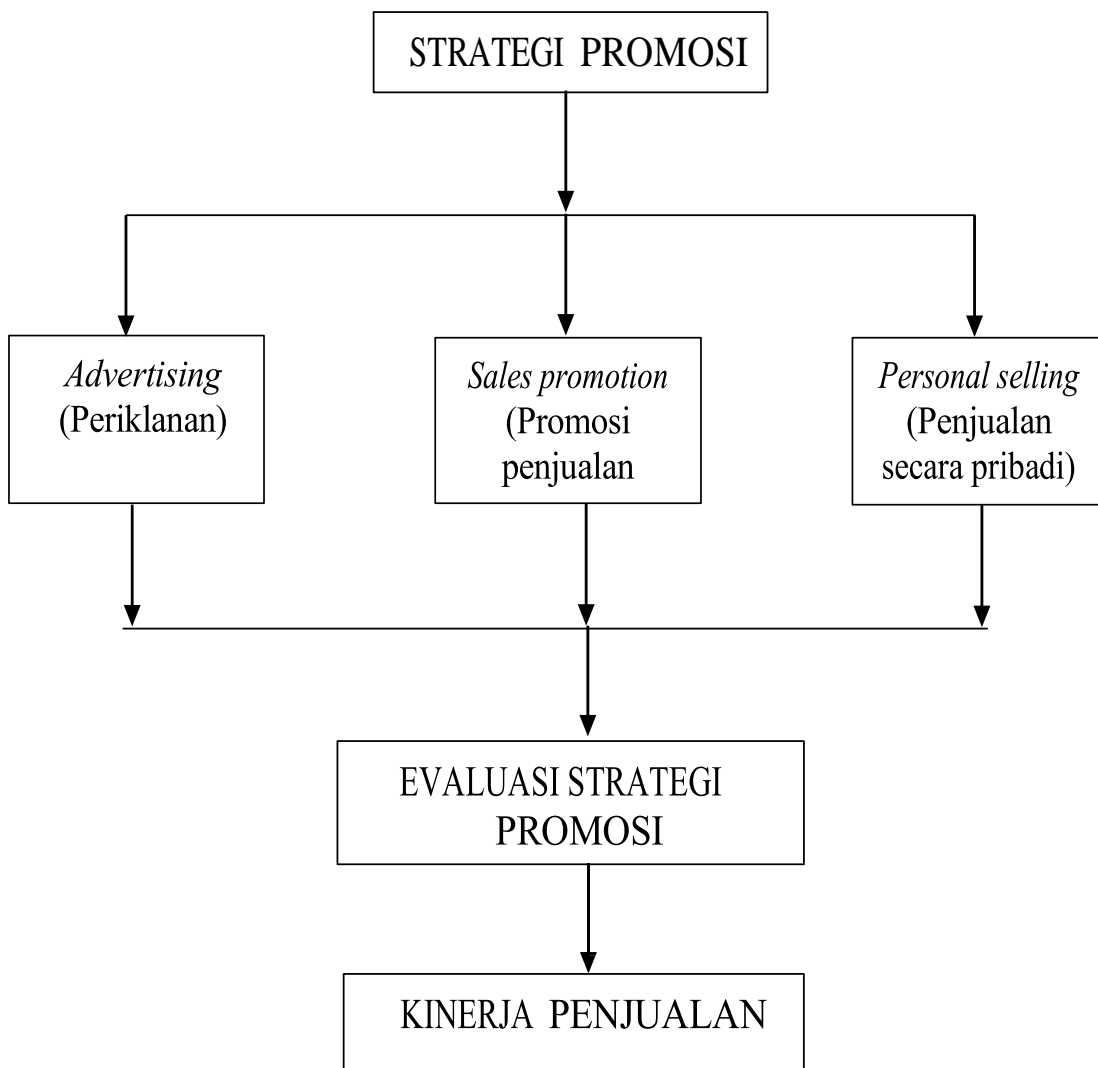 STRATEGI PROMOSI
Advertising
(Periklanan)
Sales promotion
(Promosi
penjualan
Personal selling
(Penjualan
secara pribadi)
EVALUASI STRATEGI
PROMOSI
KINERJA PENJUALAN